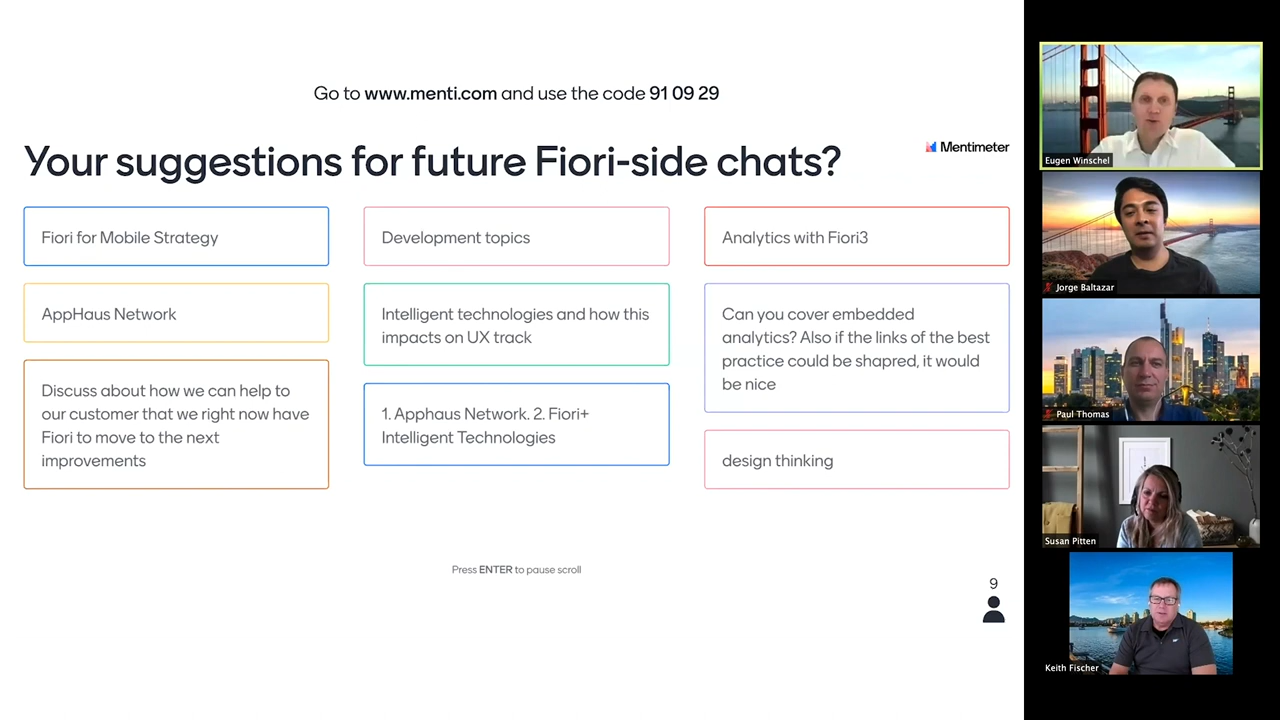 Go to www.menti.com and use the code 91 09 29
Your suggestions for future Fiori-side chats?
Mentimeter
Fiori for Mobile Strategy
AppHaus Network
Discuss about how we can help to
our customer that we right now have
Fiori to move to the next
improvements
Development topics
Intelligent technologies and how this
impacts on UX track
1. Apphaus Network. 2. Fiori+
Intelligent Technologies
Analytics with Fiori3
Can you cover embedded
analytics? Also if the links of the best
practice could be shapred, it would
be nice
design thinking
Press ENTER to pause scroll
9
Eugen Winschel
Jorge Baltazar
Paul Thomas
Susan Pitten
Keith Fischer